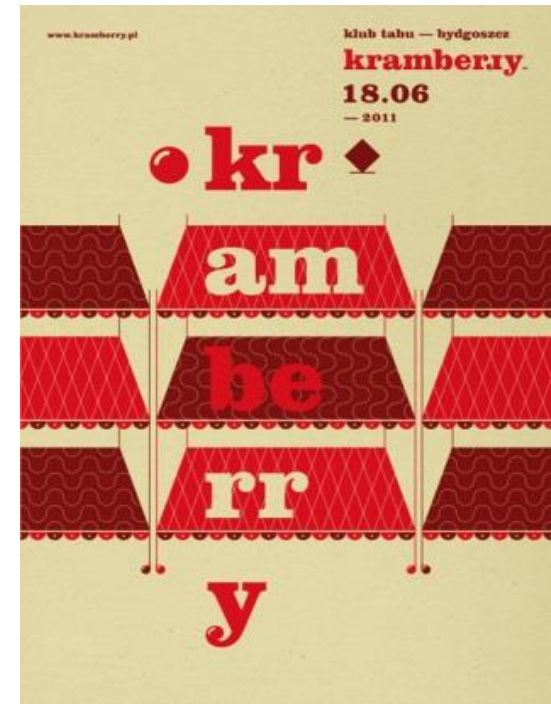 www.kramberry.pl
klub tabu — bydgoszcz
kramberry
18.06
— 2011
kr
am
be
rr
y